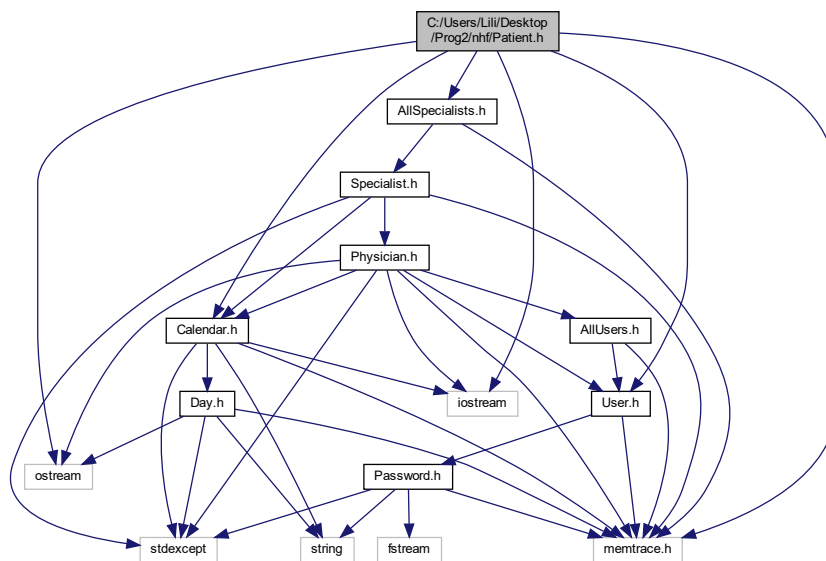 C:/Users/Lili/Desktop
/Prog2/nhf/Patient.h
AllSpecialists.h
Specialist.h
Physician.h
Calendar.h
AllUsers.h
Day.h
iostream
User.h
ostream
Password.h
stdexcept
string
fstream
memtrace.h